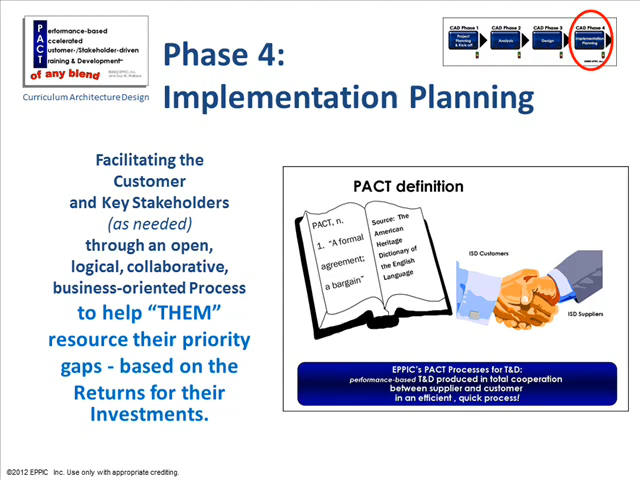 PACT
Performance-based
Accelerated
Customer-/Stakeholder-driven
Training & Development
of any blend
Curriculum Architecture Design
Phase 4:
Implementation Planning
CAD Phase 1
CAD Phase 2
CAD Phase 3
CAD Phase 4
Project
Planning
& Kick-off
Analysis
Design
Implementation
Planning
Facilitating the
Customer
and Key Stakeholders
(as needed)
through an open,
logical, collaborative,
business-oriented Process
to help “THEM”
resource their priority
gaps - based on the
Returns for their
Investments.
PACT definition
PACT, n.
1. “A formal
agreement;
a bargain”
Source: The
American
Heritage
Dictionary of
the English
Language
ISD Customers
ISD Suppliers
EPPIC’s PACT Processes for T&D:
performance-based T&D produced in total cooperation
between supplier and customer
in an efficient , quick process!
©2012 EPPIC Inc. Use only with appropriate crediting.